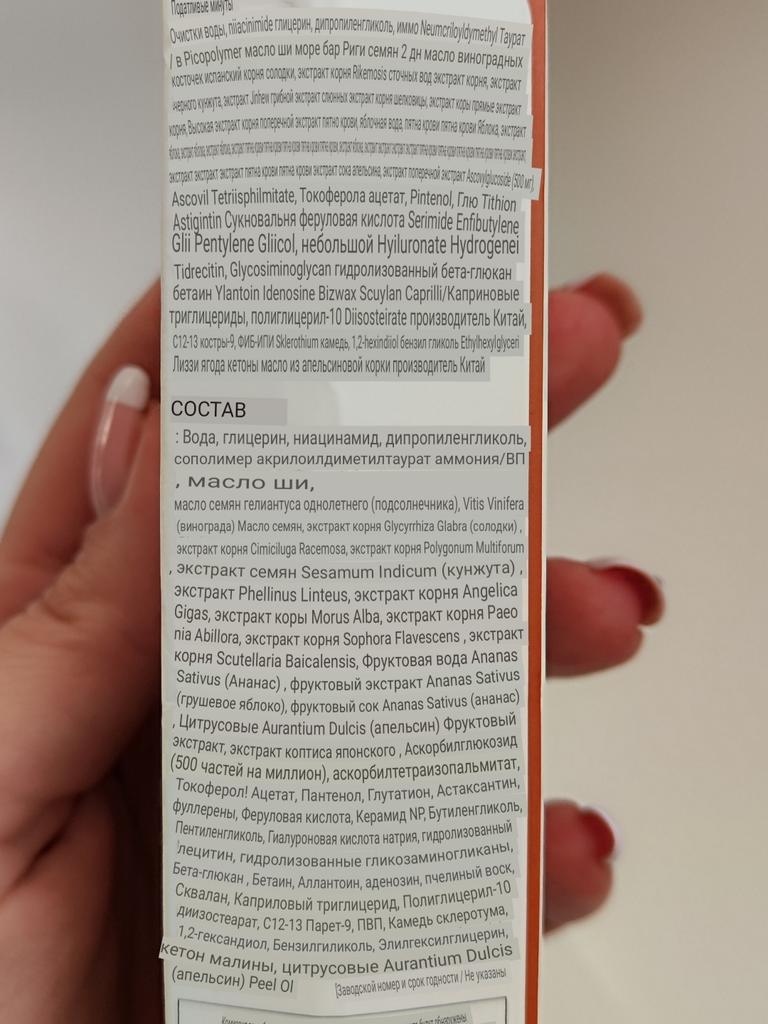 Податливые минуты
Очистки воды, niiacinimide глицерин, дипропиленгликоль, иммо Neumcriloyldymethyl Таурат
/ в Picopolymer масло ши море бар Риги семян 2 дн масло виноградных
косточек испанский корня солодки, экстракт корня Rikemosis сточных вод экстракт корня, экстракт
черного кунжута, экстракт Jinhew грибной экстракт слюнных экстракт корня шелковицы, экстракт коры прямые экстракт
корня, Высокая экстракт корня поперечной экстракт пятно крови, яблочная вода, пятна крови пятна крови Яблока, экстракт
экстракт экстракт экстракт пятна крови пятна крови экстракт сока апельсина, экстракт поперечной экстракт Ascovylglucoside (500 мг),
Ascovil Tetriisphilmitate, Токоферола ацетат, Pintenol, Глю Tithion
Astigintin Сукновальня феруловая кислота Serimide Enfibutylene
Glii Pentylene Gliicol, небольшой Hyiluronate Hydrogenei
Tidrecitin, Glycosiminoglycan гидролизованный бета-глюкан
бетаин Ylantoin Idenosine Bizwax Scuylan Caprilli/Каприновые
триглицериды, полиглицерил-10 Diisosteirate производитель Китай,
C12-13 костры-9, ФИБ-ИПИ Sklerothium камедь, 1,2-hexindiiol бензил гликоль Ethylhexylglyceri
Лиззи ягода кетоны масло из апельсиновой корки производитель Китай
СОСТАВ
: Вода, глицерин, ниацинамид, дипропиленгликоль,
сополимер акрилоилдиметилтаурат аммония/ВП
, масло ши,
масло семян гелиантуса однолетнего (подсолнечника), Vitis Vinifera
(винограда) Масло семян, экстракт корня Glycyrrhiza Glabra (солодки) ,
экстракт корня Cimiciluga Racemosa, экстракт корня Polygonum Multiforum
, экстракт семян Sesamum Indicum (кунжута) ,
экстракт Phellinus Linteus, экстракт корня Angelica
Gigas, экстракт коры Morus Alba, экстракт корня Paeo
nia Abillora, экстракт корня Sophora Flavescens , экстракт
корня Scutellaria Baicalensis, Фруктовая вода Ananas
Sativus (Ананас) , фруктовый экстракт Ananas Sativus
(грушевое яблоко), фруктовый сок Ananas Sativus (ананас)
, Цитрусовые Aurantium Dulcis (апельсин) Фруктовый
экстракт, экстракт коптиса японского , Аскорбилглюкозид
(500 частей на миллион), аскорбилтетраизопальмитат,
Токоферол! Ацетат, Пантенол, Глутатион, Астаксантин,
фуллерены, Феруловая кислота, Керамид NP, Бутиленгликоль,
Пентиленгликоль, Гиалуроновая кислота натрия, гидролизованный
лецитин, гидролизованные гликозаминогликаны,
Бета-глюкан , Бетаин, Аллантоин, аденозин, пчелиный воск,
Сквалан, Каприловый триглицерид, Полиглицерил-10
диизостеарат, C12-13 Парет-9, ПВП, Камедь склеротума,
1,2-гександиол, Бензилгиликоль, Элилгексилглицерин,
кетон малины, цитрусовые Aurantium Dulcis
(апельсин) Peel Ol
[Заводской номер и срок годности / Не указаны